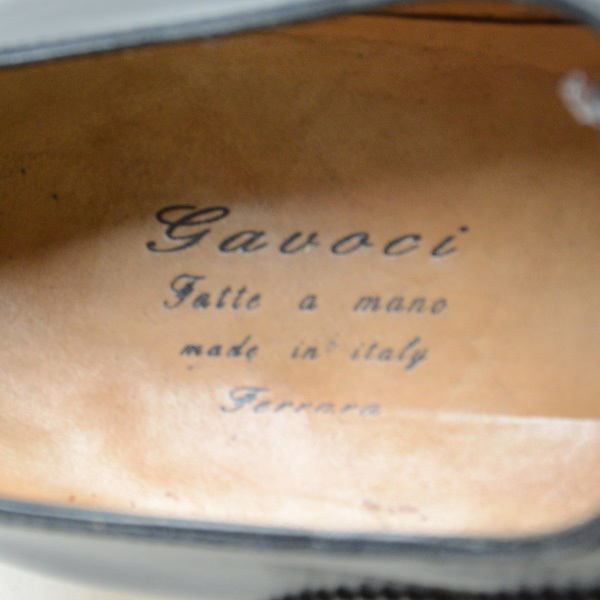 Gavoci
Fatte a mano
made in italy
Ferrara